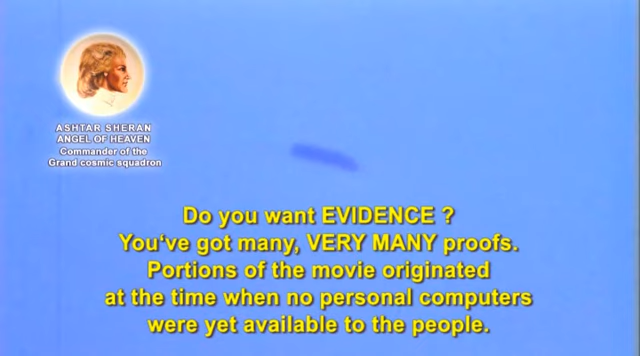 ASHTAR SHERAN
ANGEL OF HEAVEN
Commander of the
Grand cosmic squadron
Do you want EVIDENCE ?
You've got many, VERY MANY proofs.
Portions of the movie originated
at the time when no personal computers
were yet available to the people.